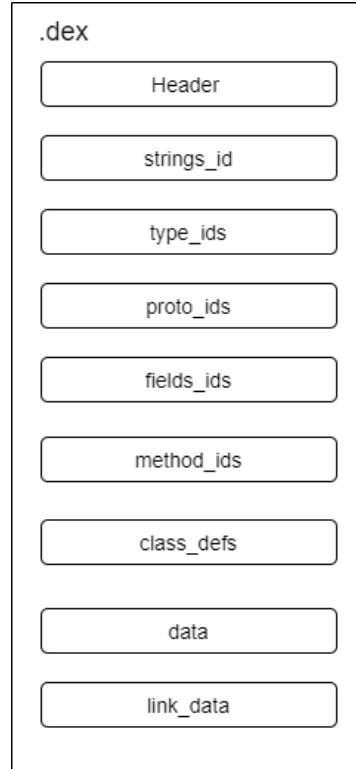 .dex
Header
strings_id
type_ids
proto_ids
fields_ids
method_ids
class_defs
data
link_data